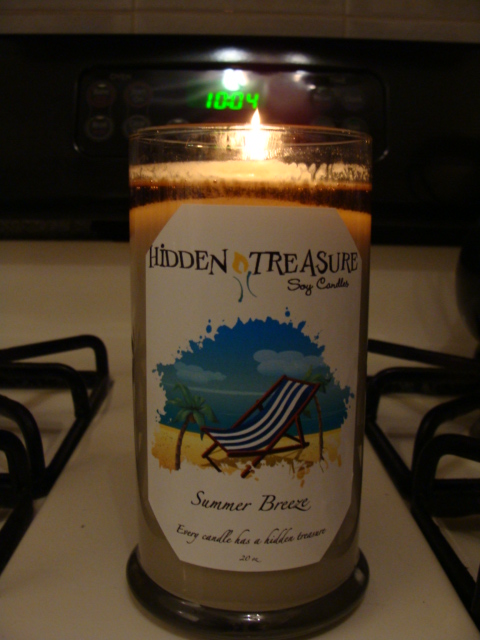 10:04
HiDDEN TREASURE
Soy Candles
Summer Breeze
Every candle has a hidden treasure
20 oz.